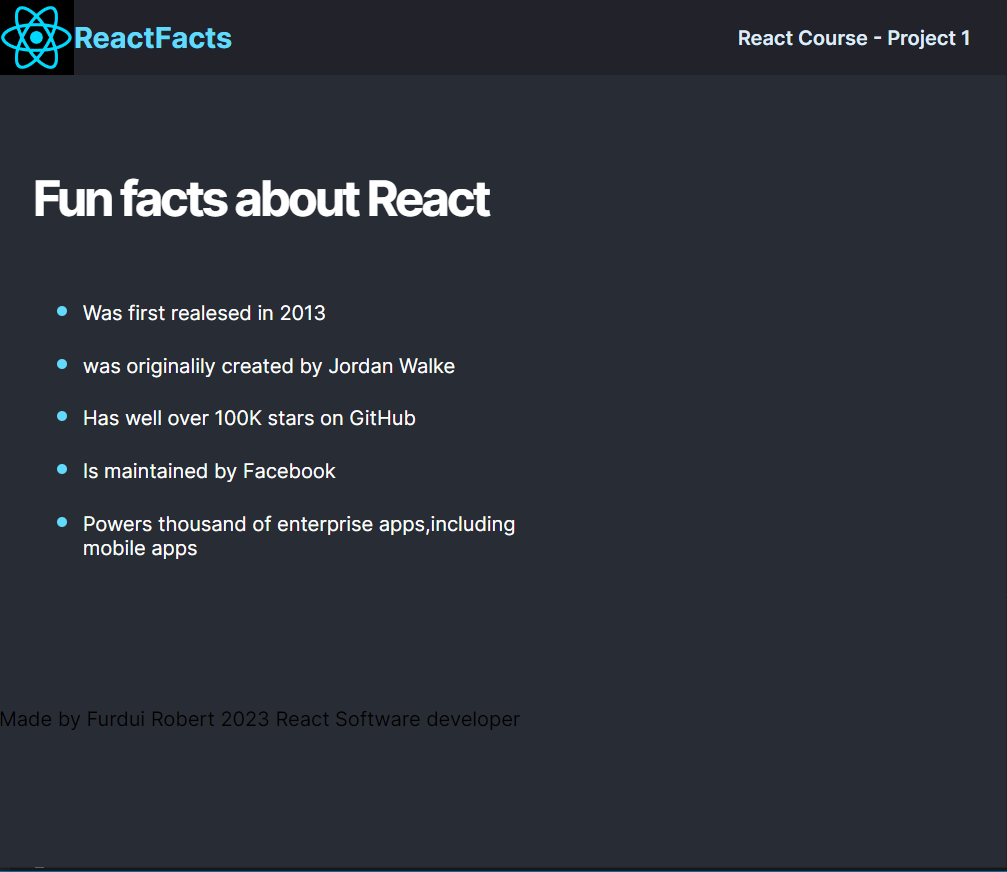 ReactFacts
React Course - Project 1
Fun facts about React
Was first realesed in 2013
was originalily created by Jordan Walke
Has well over 100K stars on GitHub
Is maintained by Facebook
Powers thousand of enterprise apps,including
mobile apps
Made by Furdui Robert 2023 React Software developer